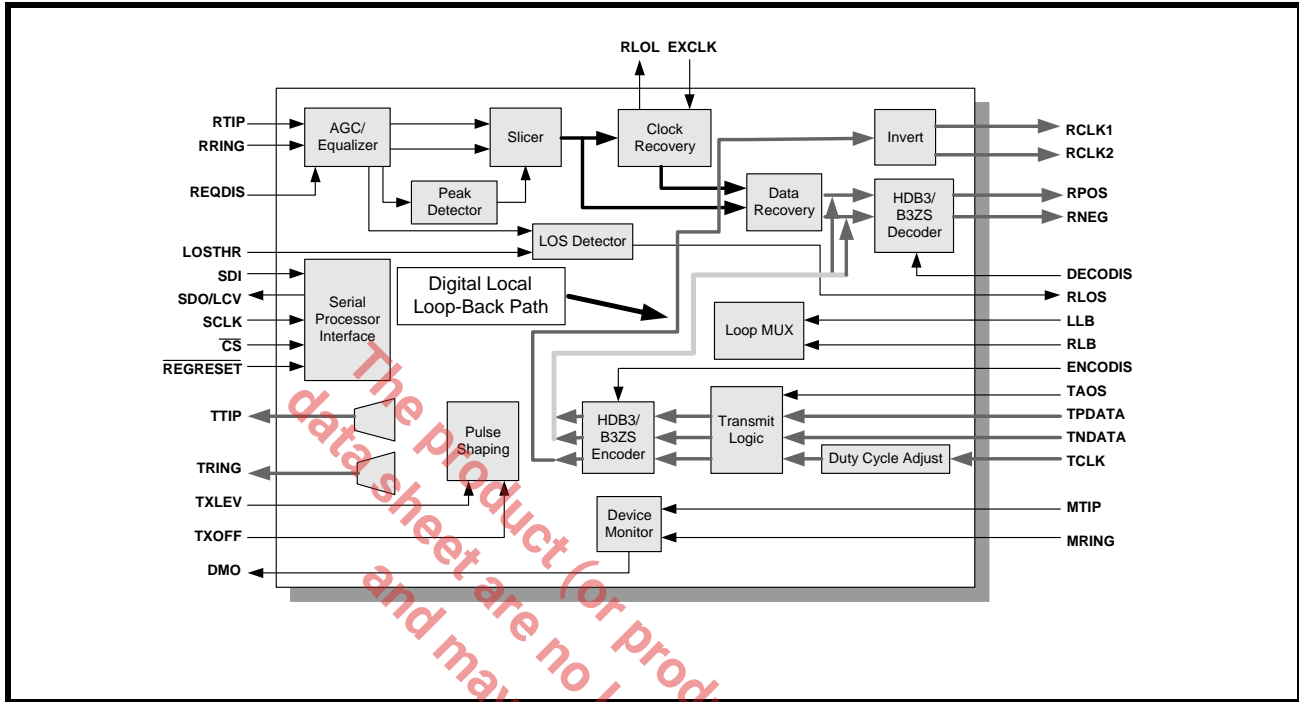 RLOL EXCLK
RTIP
RRING
REQDIS
LOSTHR
SDI
SDO/LCV
SCLK
CS
REGRESET
TTIP
TRING
TXLEV
TXOFF
DMO
AGC/
Equalizer
Peak
Detector
Slicer
Clock
Recovery
Data
Recovery
Invert
HDB3/
B3ZS
Decoder
LOS Detector
Serial
Processor
Interface
Digital Local
Loop-Back Path
Loop MUX
Pulse
Shaping
HDB3/
B3ZS
Encoder
Transmit
Logic
Duty Cycle Adjust
Device
Monitor
RCLK1
RCLK2
RPOS
RNEG
DECODIS
RLOS
LLB
RLB
ENCODIS
TAOS
TPDATA
TNDATA
TCLK
MTIP
MRING
The product (or prod
data sheet are no l
and may